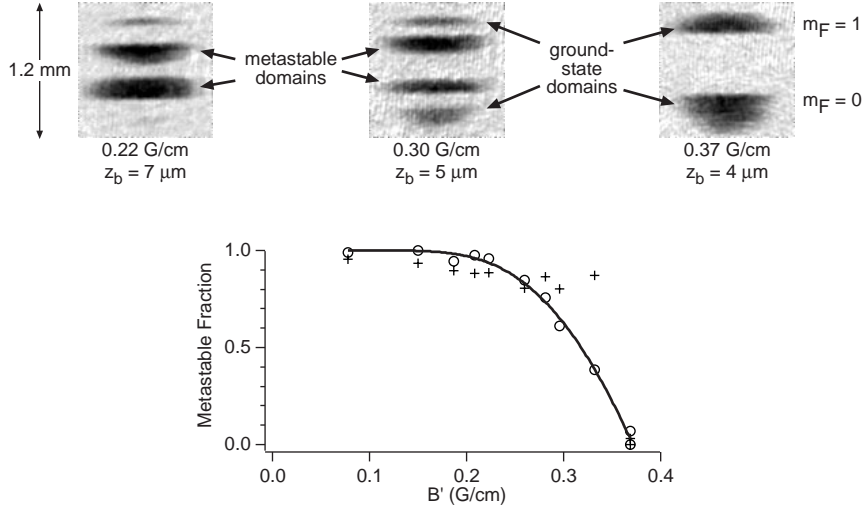 1.2 mm
metastable
domains
ground-
state
domains
m_F = 1
m_F = 0
0.22 G/cm
z_b = 7 μm
0.30 G/cm
z_b = 5 μm
0.37 G/cm
z_b = 4 μm
Metastable Fraction
1.0
0.5
0.0
0.0 0.1 0.2 0.3 0.4
B' (G/cm)